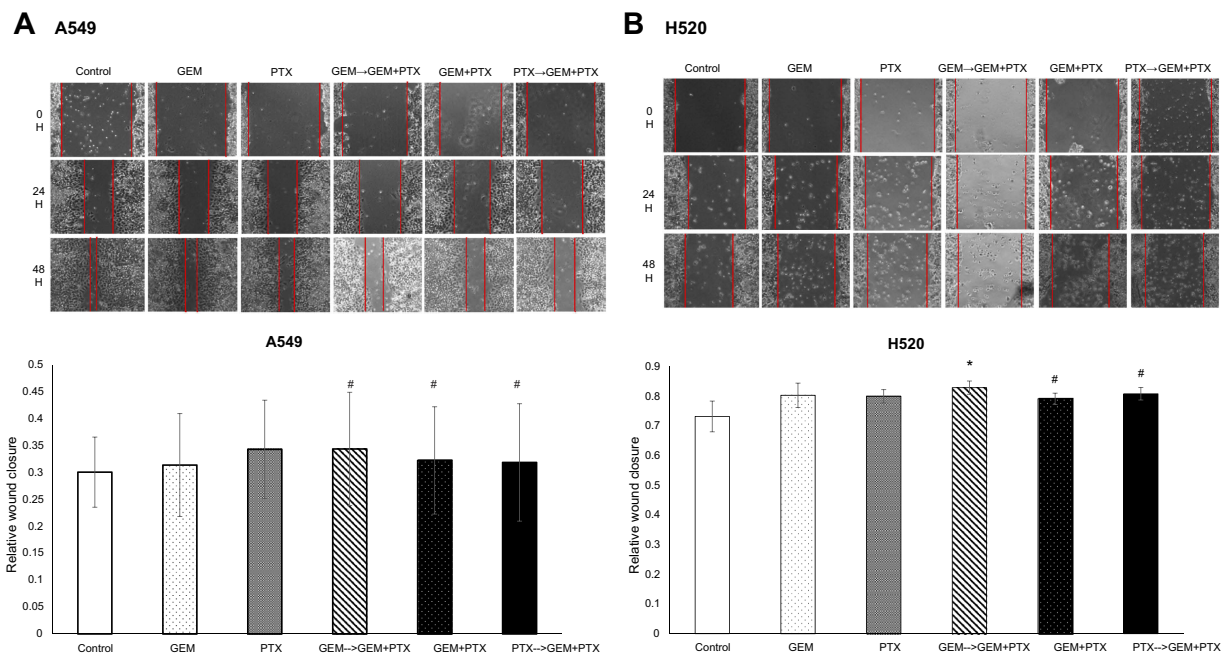 A A549
Control GEM PTX GEM→GEM+PTX GEM+PTX PTX→GEM+PTX
0
H
24
H
48
H
A549
0.5
0.45
0.4
0.35
0.3
0.25
0.2
0.15
0.1
0.05
0
Relative wound closure
# # #
Control GEM PTX GEM-->GEM+PTX GEM+PTX PTX-->GEM+PTX
B H520
Control GEM PTX GEM→GEM+PTX GEM+PTX PTX→GEM+PTX
0
H
24
H
48
H
H520
0.9
0.8
0.7
0.6
0.5
0.4
0.3
0.2
0.1
0
Relative wound closure
* # #
Control GEM PTX GEM-->GEM+PTX GEM+PTX PTX-->GEM+PTX